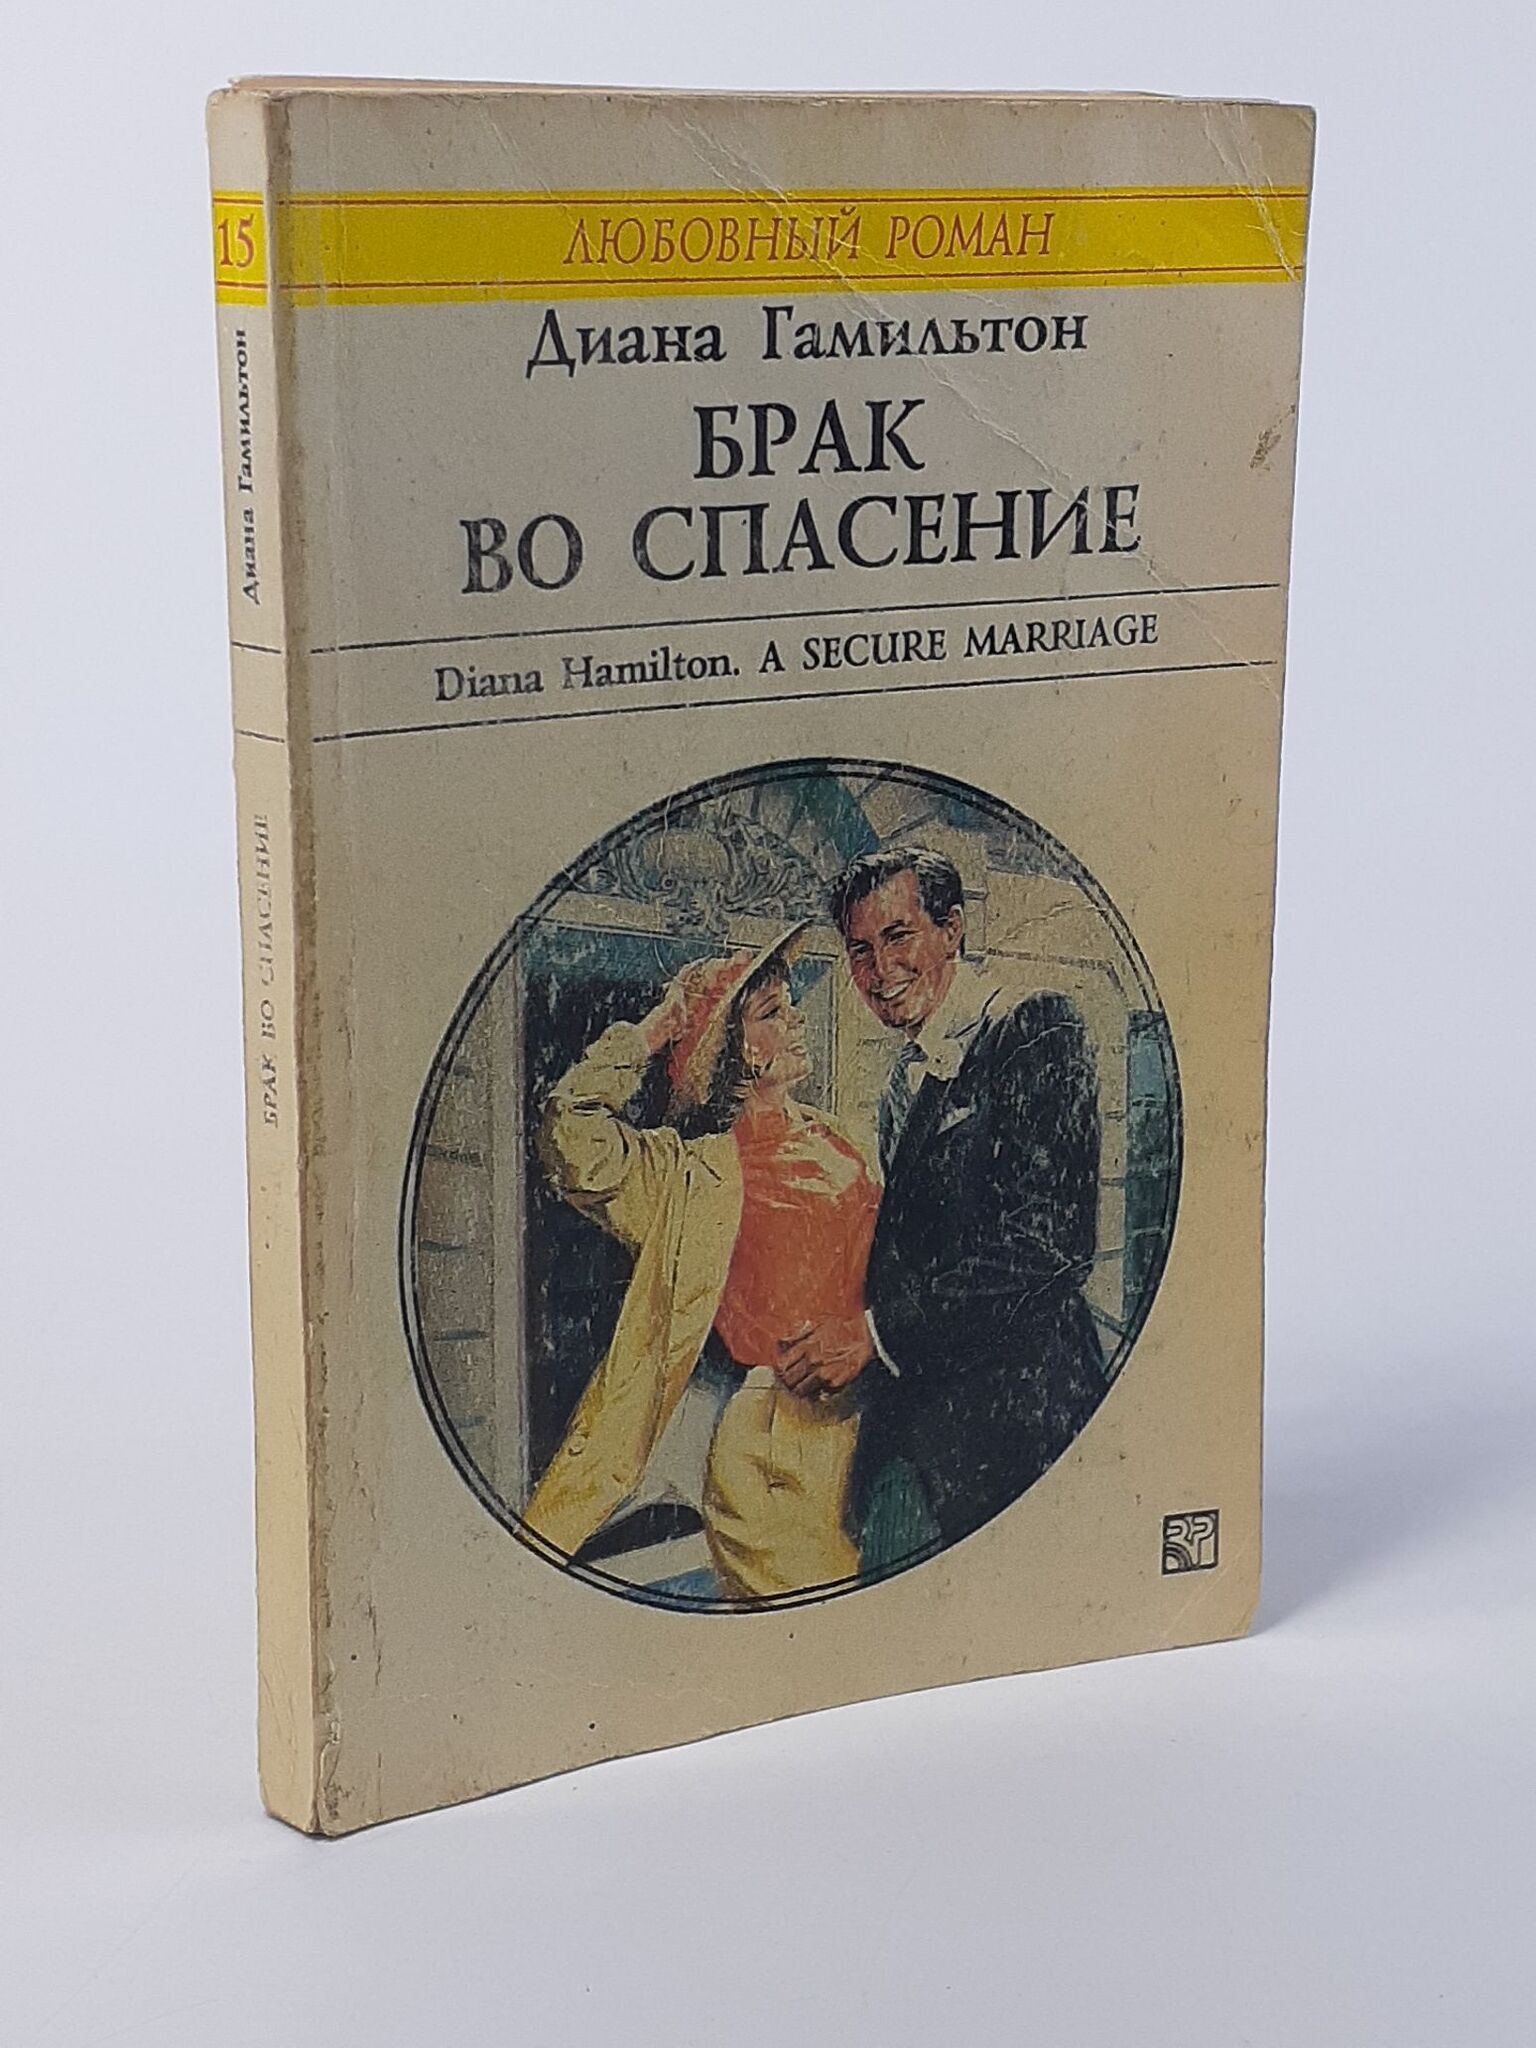 15
Диана Гамильтон
БРАК ВО СПАСЕНИЕ
ЛЮБОВНЫЙ РОМАН
Диана Гамильтон
БРАК
ВО СПАСЕНИЕ
Diana Hamilton. A SECURE MARRIAGE